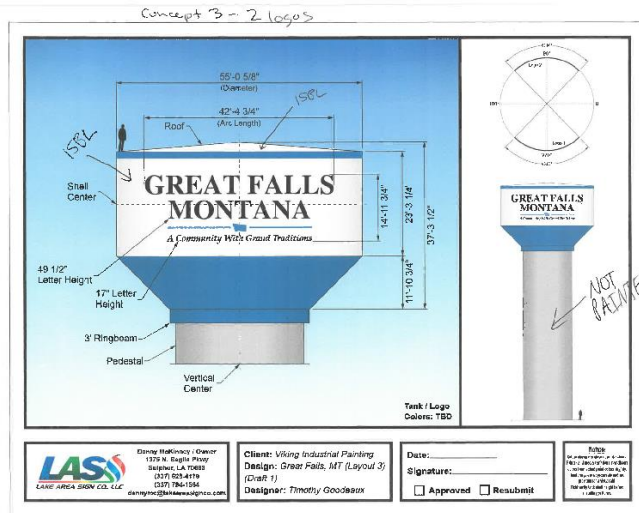 Concept 3 - 2 logos
55'-0 5/8"
(Diameter)
42'-4 3/4"
(Arc Length)
ISBL
Roof
ISBL
Shell
Center
GREAT FALLS
MONTANA
A Community With Grand Traditions
14'-11 3/4"
23'-3 1/4"
37'-3 1/2"
11'-10 3/4"
49 1/2"
Letter Height
17" Letter
Height
3' Ringbeam
Pedestal
Vertical
Center
Tank / Logo
Colors: TBD
GREAT FALLS
MONTANA
NOT
PAINTE
LAS
LAKE AREA SIGN CO. LLC
Danny McKinney / Owner
Sulphur, LA
Client: Viking Industrial Painting
Design: Great Falls, MT (Layout 3)
(Draft 1)
Designer: Timothy Goodeaux
Date:
Signature:
Approved
Resubmit